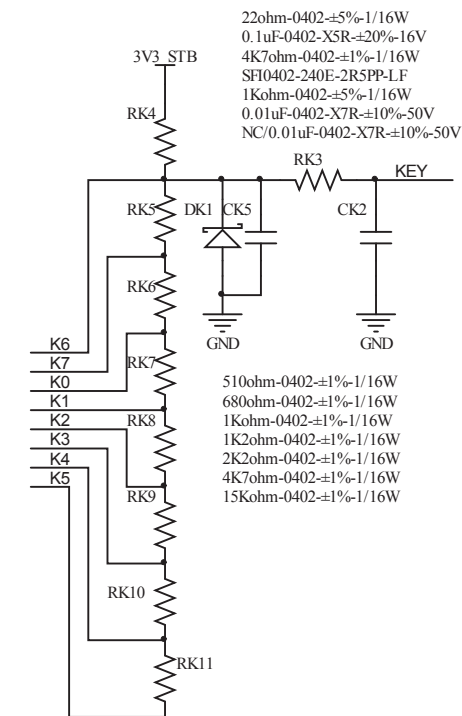 22ohm-0402-±5%-1/16W
0.1uF-0402-X5R-±20%-16V
4K7ohm-0402-±1%-1/16W
SFI0402-240E-2R5PP-LF
1Kohm-0402-±5%-1/16W
0.01uF-0402-X7R-±10%-50V
NC/0.01uF-0402-X7R-±10%-50V
3V3_STB
RK4
RK3
KEY
RK5
DK1
CK5
CK2
RK6
GND
GND
K6
K7
K0
K1
K2
K3
K4
K5
RK7
RK8
RK9
510ohm-0402-±1%-1/16W
680ohm-0402-±1%-1/16W
1Kohm-0402-±1%-1/16W
1K2ohm-0402-±1%-1/16W
2K2ohm-0402-±1%-1/16W
4K7ohm-0402-±1%-1/16W
15Kohm-0402-±1%-1/16W
RK10
RK11